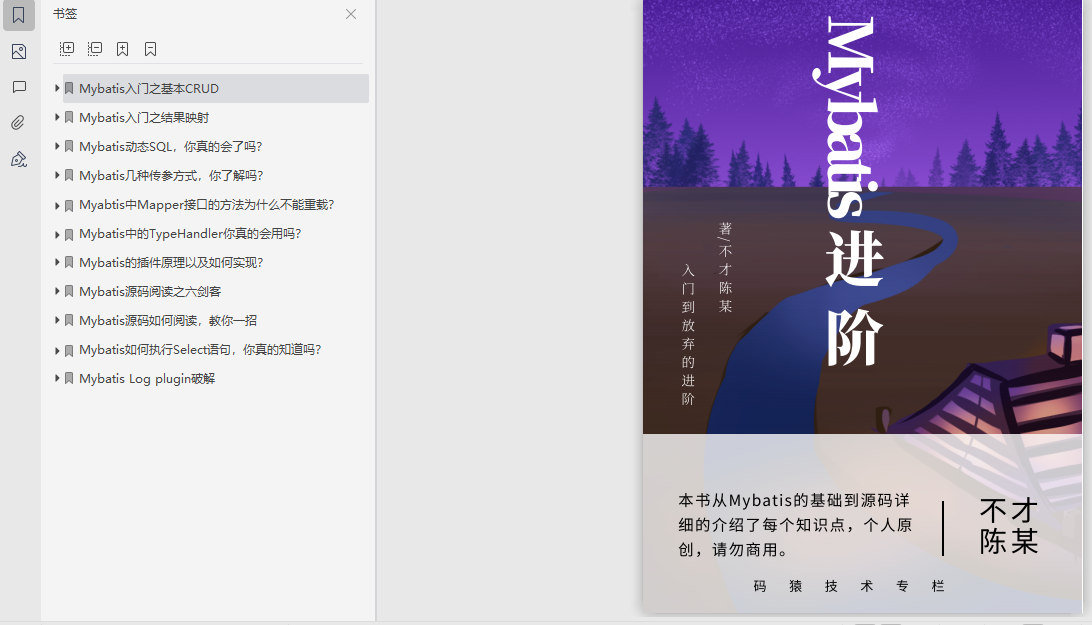 书签
Mybatis入门之基本CRUD
Mybatis入门之结果映射
Mybatis动态SQL，你真的会了吗?
Mybatis几种传参方式，你了解吗?
Myabtis中Mapper接口的方法为什么不能重载?
Mybatis中的TypeHandler你真的会用吗?
Mybatis的插件原理以及如何实现?
Mybatis源码阅读之六剑客
Mybatis源码如何阅读，教你一招
Mybatis如何执行Select语句，你真的知道吗?
Mybatis Log plugin破解
Mybatis进阶
著/不才陈某
入门到放弃的进阶
本书从Mybatis的基础到源码详
细的介绍了每个知识点，个人原
创，请勿商用。
不才
陈某
码猿技术专栏